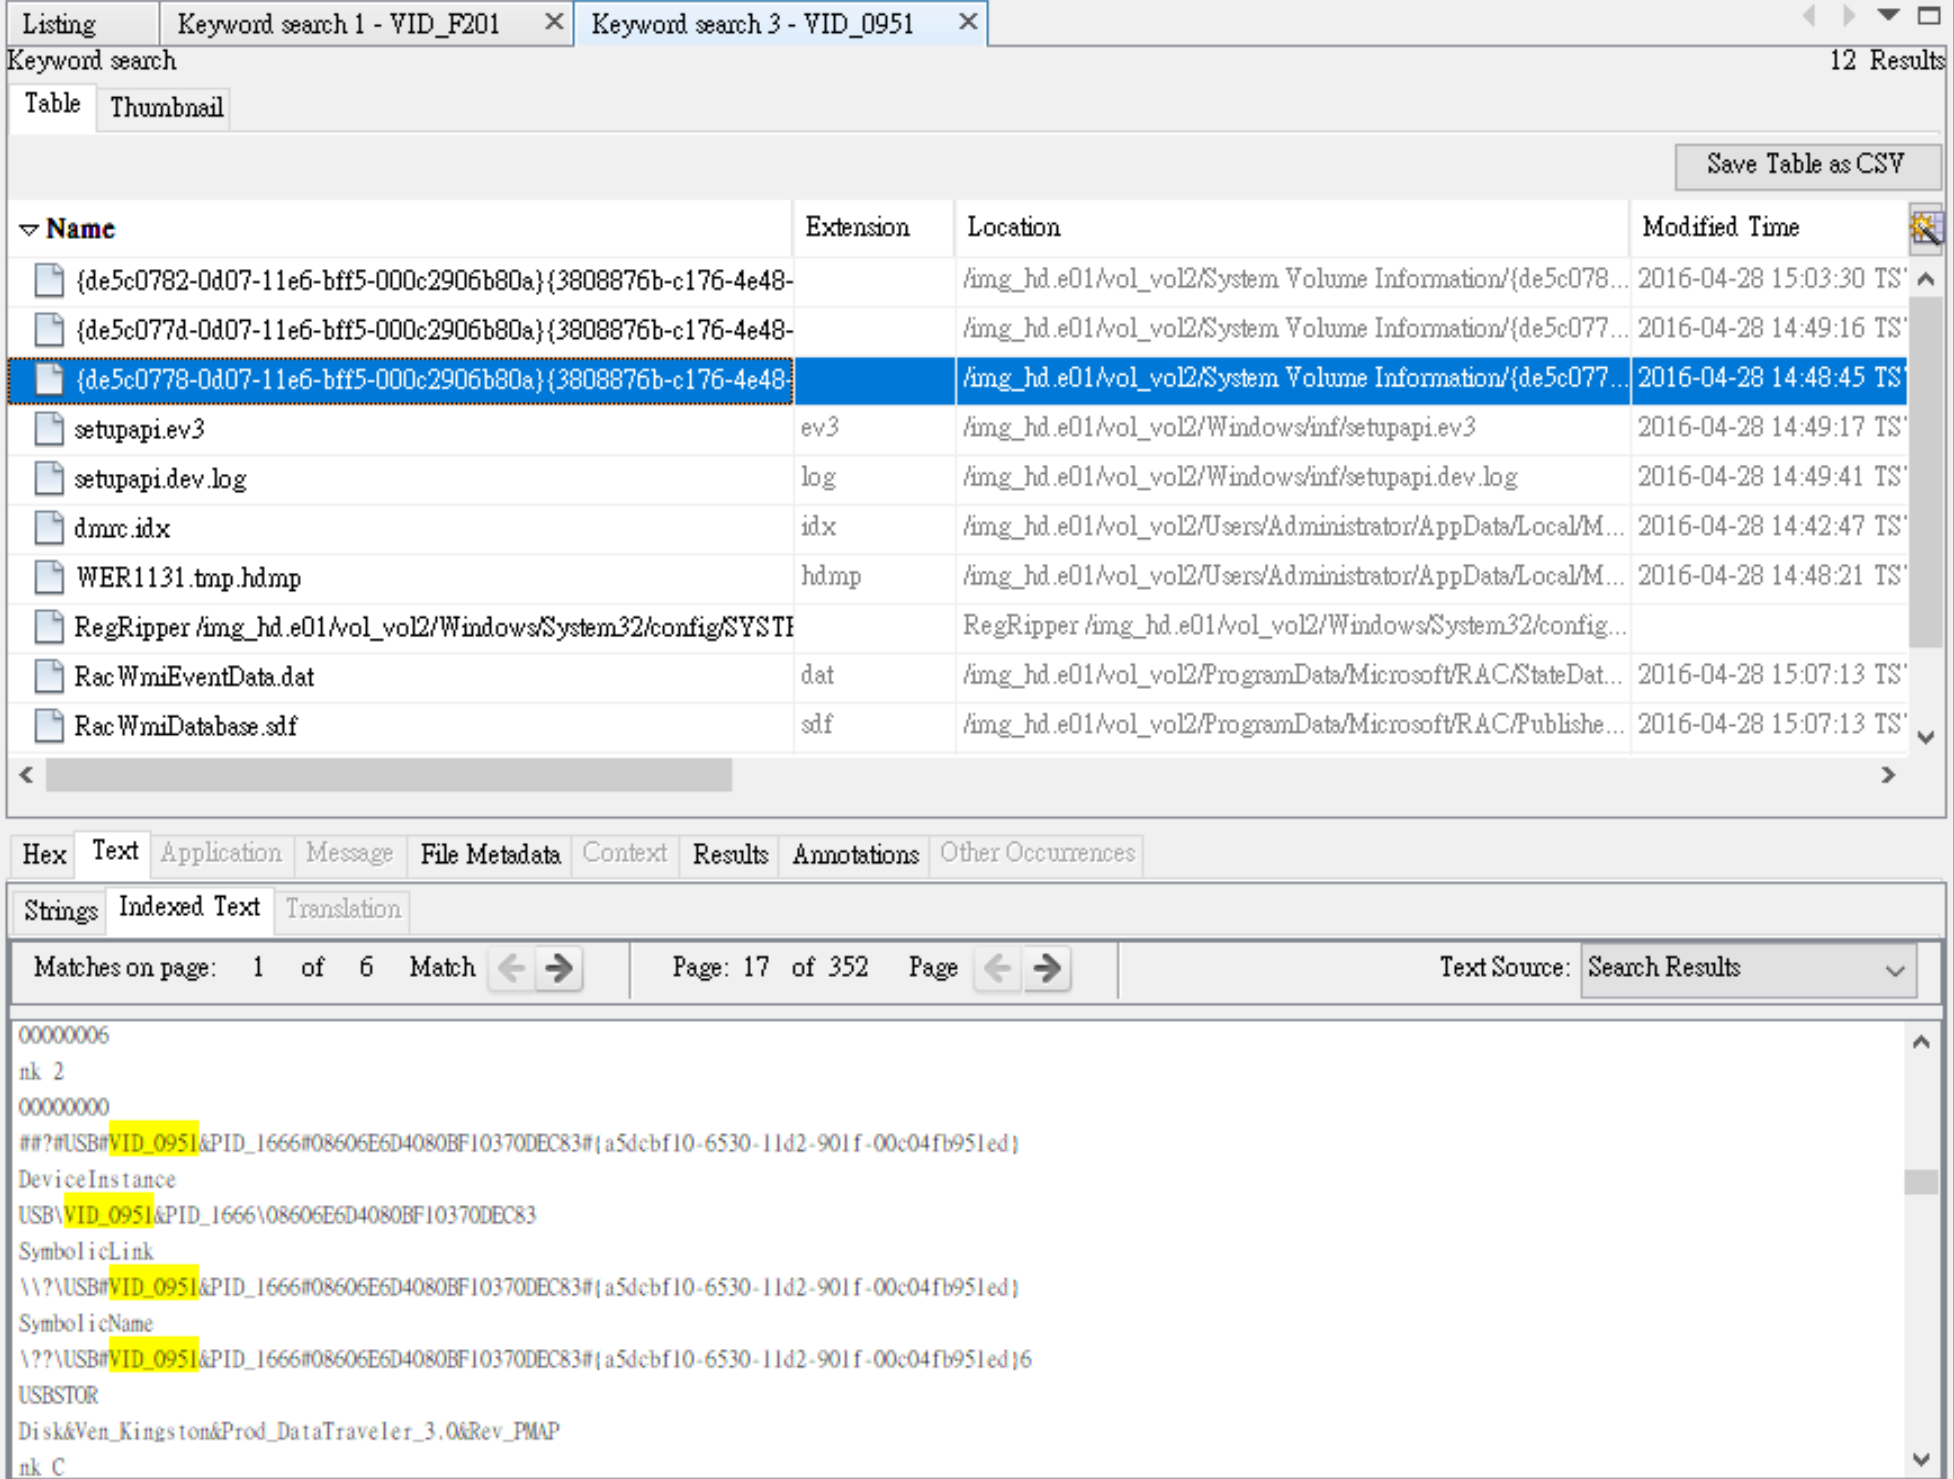 Listing Keyword search 1 - VID_F201 Keyword search 3 - VID_0951
Keyword search 12 Results
Table Thumbnail
Save Table as CSV
Name Extension Location Modified Time
{de5c0782-0d07-11e6-bff5-000c2906b80a}{3808876b-c176-4e48- /img_hd.e01/vol_vol2/System Volume Information/{de5c078... 2016-04-28 15:03:30 TS
{de5c077d-0d07-11e6-bff5-000c2906b80a}{3808876b-c176-4e48- /img_hd.e01/vol_vol2/System Volume Information/{de5c077... 2016-04-28 14:49:16 TS
{de5c0778-0d07-11e6-bff5-000c2906b80a}{3808876b-c176-4e48- /img_hd.e01/vol_vol2/System Volume Information/{de5c077... 2016-04-28 14:48:45 TS
setupapi.ev3 ev3 /img_hd.e01/vol_vol2/Windows/inf/setupapi.ev3 2016-04-28 14:49:17 TS
setupapi.dev.log log /img_hd.e01/vol_vol2/Windows/inf/setupapi.dev.log 2016-04-28 14:49:41 TS
dmrc.idx idx /img_hd.e01/vol_vol2/Users/Administrator/AppData/Local/M... 2016-04-28 14:42:47 TS
WER1131.tmp.hdmp hdmp /img_hd.e01/vol_vol2/Users/Administrator/AppData/Local/M... 2016-04-28 14:48:21 TS
RegRipper /img_hd.e01/vol_vol2/Windows/System32/config/SYSTE RegRipper /img_hd.e01/vol_vol2/Windows/System32/config...
RacWmiEventData.dat dat /img_hd.e01/vol_vol2/ProgramData/Microsoft/RAC/StateDat... 2016-04-28 15:07:13 TS
RacWmiDatabase.sdf sdf /img_hd.e01/vol_vol2/ProgramData/Microsoft/RAC/Publishe... 2016-04-28 15:07:13 TS
Hex Text Application Message File Metadata Context Results Annotations Other Occurrences
Strings Indexed Text Translation
Matches on page: 1 of 6 Match Page: 17 of 352 Page Text Source: Search Results
00000006
nk 2
00000000
##?#USB#VID_0951&PID_1666#08606E6D4080BF10370DEC83#{a5dcbf10-6530-11d2-901f-00c04fb951ed}
DeviceInstance
USB\VID_0951&PID_1666\08606E6D4080BF10370DEC83
SymbolicLink
\\?\USB#VID_0951&PID_1666#08606E6D4080BF10370DEC83#{a5dcbf10-6530-11d2-901f-00c04fb951ed}
SymbolicName
\??\USB#VID_0951&PID_1666#08606E6D4080BF10370DEC83#{a5dcbf10-6530-11d2-901f-00c04fb951ed}6
USBSTOR
Disk&Ven_Kingston&Prod_DataTraveler_3.0&Rev_PMAP
nk C